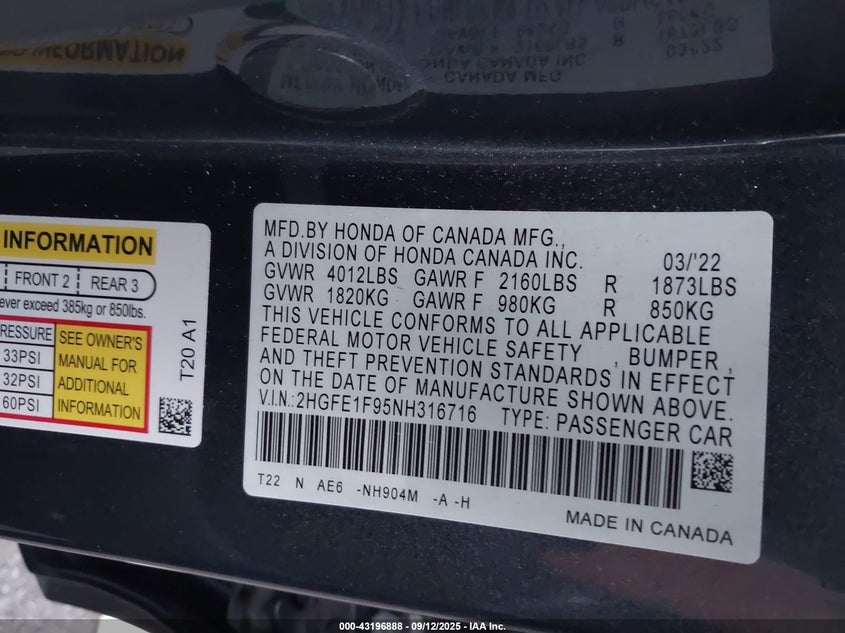 INFORMATION
FRONT 2 REAR 3
ever exceed 385kg or 850lbs.
PRESSURE SEE OWNER'S
33PSI MANUAL FOR
32PSI ADDITIONAL
60PSI INFORMATION
T20 A1
MFD.BY HONDA OF CANADA MFG.,
A DIVISION OF HONDA CANADA INC. 03/'22
GVWR 4012LBS GAWR F 2160LBS R 1873LBS
GVWR 1820KG GAWR F 980KG R 850KG
THIS VEHICLE CONFORMS TO ALL APPLICABLE
FEDERAL MOTOR VEHICLE SAFETY , BUMPER ,
AND THEFT PREVENTION STANDARDS IN EFFECT
ON THE DATE OF MANUFACTURE SHOWN ABOVE.
V.I.N.: 2HGFE1F95NH316716 TYPE: PASSENGER CAR
T22 N AE6 -NH904M -A -H
MADE IN CANADA
000-43196888 - 09/12/2025 - IAA Inc.